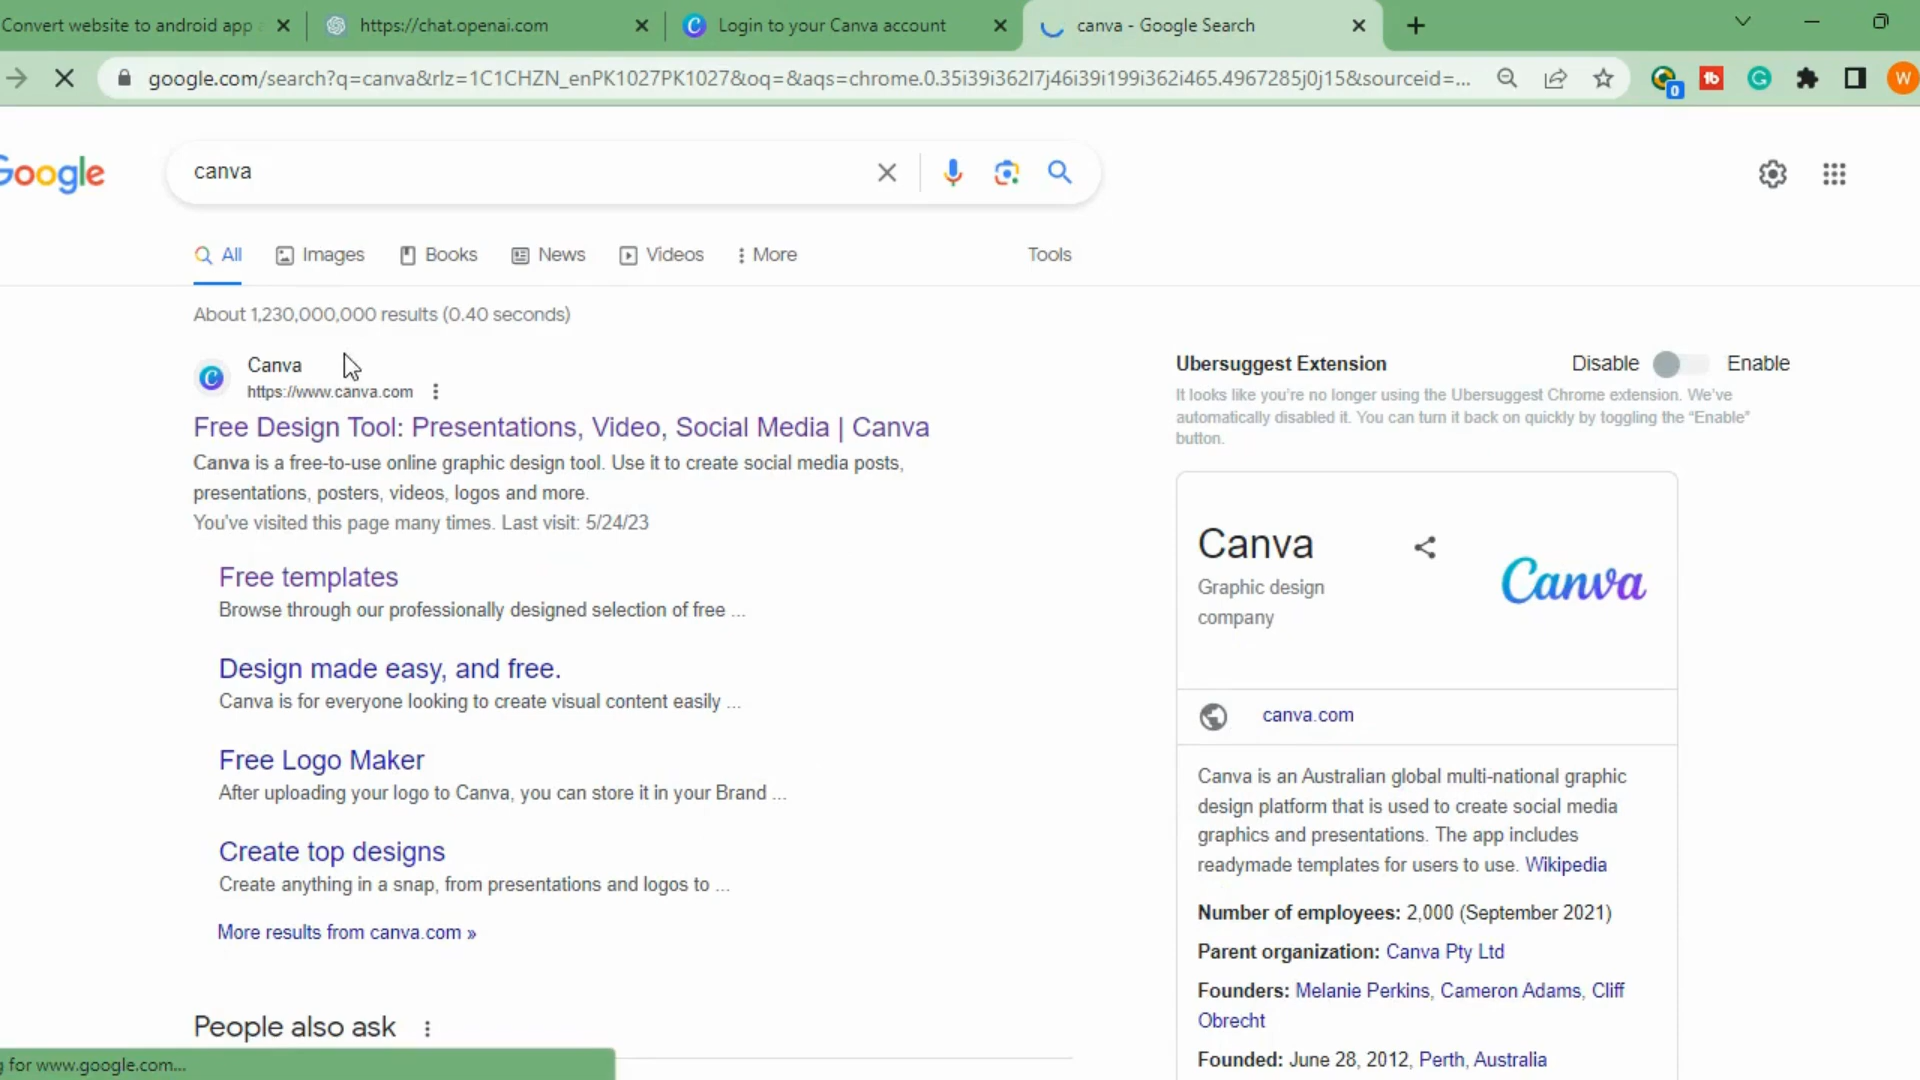 Convert website to android app
https://chat.openai.com
Login to your Canva account
canva - Google Search
google.com/search?q=canva&rlz=1C1CHZN_enPK1027PK1027&oq=&aqs=chrome.0.35i39i362l7j46i39i199i362i465.4967285j0j15&sourceid=...
0
W
Google
canva
All
Images
Books
News
Videos
More
Tools
About 1,230,000,000 results (0.40 seconds)
Canva
https://www.canva.com
Free Design Tool: Presentations, Video, Social Media | Canva
Canva is a free-to-use online graphic design tool. Use it to create social media posts,
presentations, posters, videos, logos and more.
You've visited this page many times. Last visit: 5/24/23
Free templates
Browse through our professionally designed selection of free ...
Design made easy, and free.
Canva is for everyone looking to create visual content easily ...
Free Logo Maker
After uploading your logo to Canva, you can store it in your Brand ...
Create top designs
Create anything in a snap, from presentations and logos to ...
More results from canva.com »
People also ask
Ubersuggest Extension
Disable
Enable
It looks like you're no longer using the Ubersuggest Chrome extension. We've
automatically disabled it. You can turn it back on quickly by toggling the “Enable”
button.
Canva
Graphic design
company
Canva
canva.com
Canva is an Australian global multi-national graphic
design platform that is used to create social media
graphics and presentations. The app includes
readymade templates for users to use. Wikipedia
Number of employees: 2,000 (September 2021)
Parent organization: Canva Pty Ltd
Founders: Melanie Perkins, Cameron Adams, Cliff
Obrecht
Founded: June 28, 2012, Perth, Australia
g for www.google.com...